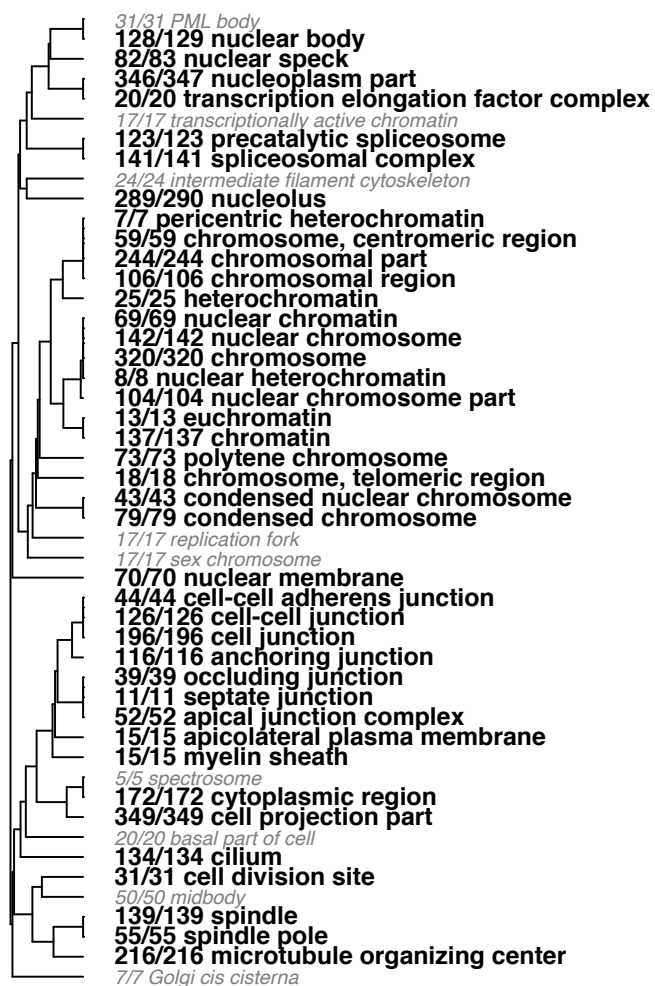 31/31 PML body
128/129 nuclear body
82/83 nuclear speck
346/347 nucleoplasm part
20/20 transcription elongation factor complex
17/17 transcriptionally active chromatin
123/123 precatalytic spliceosome
141/141 spliceosomal complex
24/24 intermediate filament cytoskeleton
289/290 nucleolus
7/7 pericentric heterochromatin
59/59 chromosome, centromeric region
244/244 chromosomal part
106/106 chromosomal region
25/25 heterochromatin
69/69 nuclear chromatin
142/142 nuclear chromosome
320/320 chromosome
8/8 nuclear heterochromatin
104/104 nuclear chromosome part
13/13 euchromatin
137/137 chromatin
73/73 polytene chromosome
18/18 chromosome, telomeric region
43/43 condensed nuclear chromosome
79/79 condensed chromosome
17/17 replication fork
17/17 sex chromosome
70/70 nuclear membrane
44/44 cell-cell adherens junction
126/126 cell-cell junction
196/196 cell junction
116/116 anchoring junction
39/39 occluding junction
11/11 septate junction
52/52 apical junction complex
15/15 apicolateral plasma membrane
15/15 myelin sheath
5/5 spectrosome
172/172 cytoplasmic region
349/349 cell projection part
20/20 basal part of cell
134/134 cilium
31/31 cell division site
50/50 midbody
139/139 spindle
55/55 spindle pole
216/216 microtubule organizing center
7/7 Golgi cis cisterna